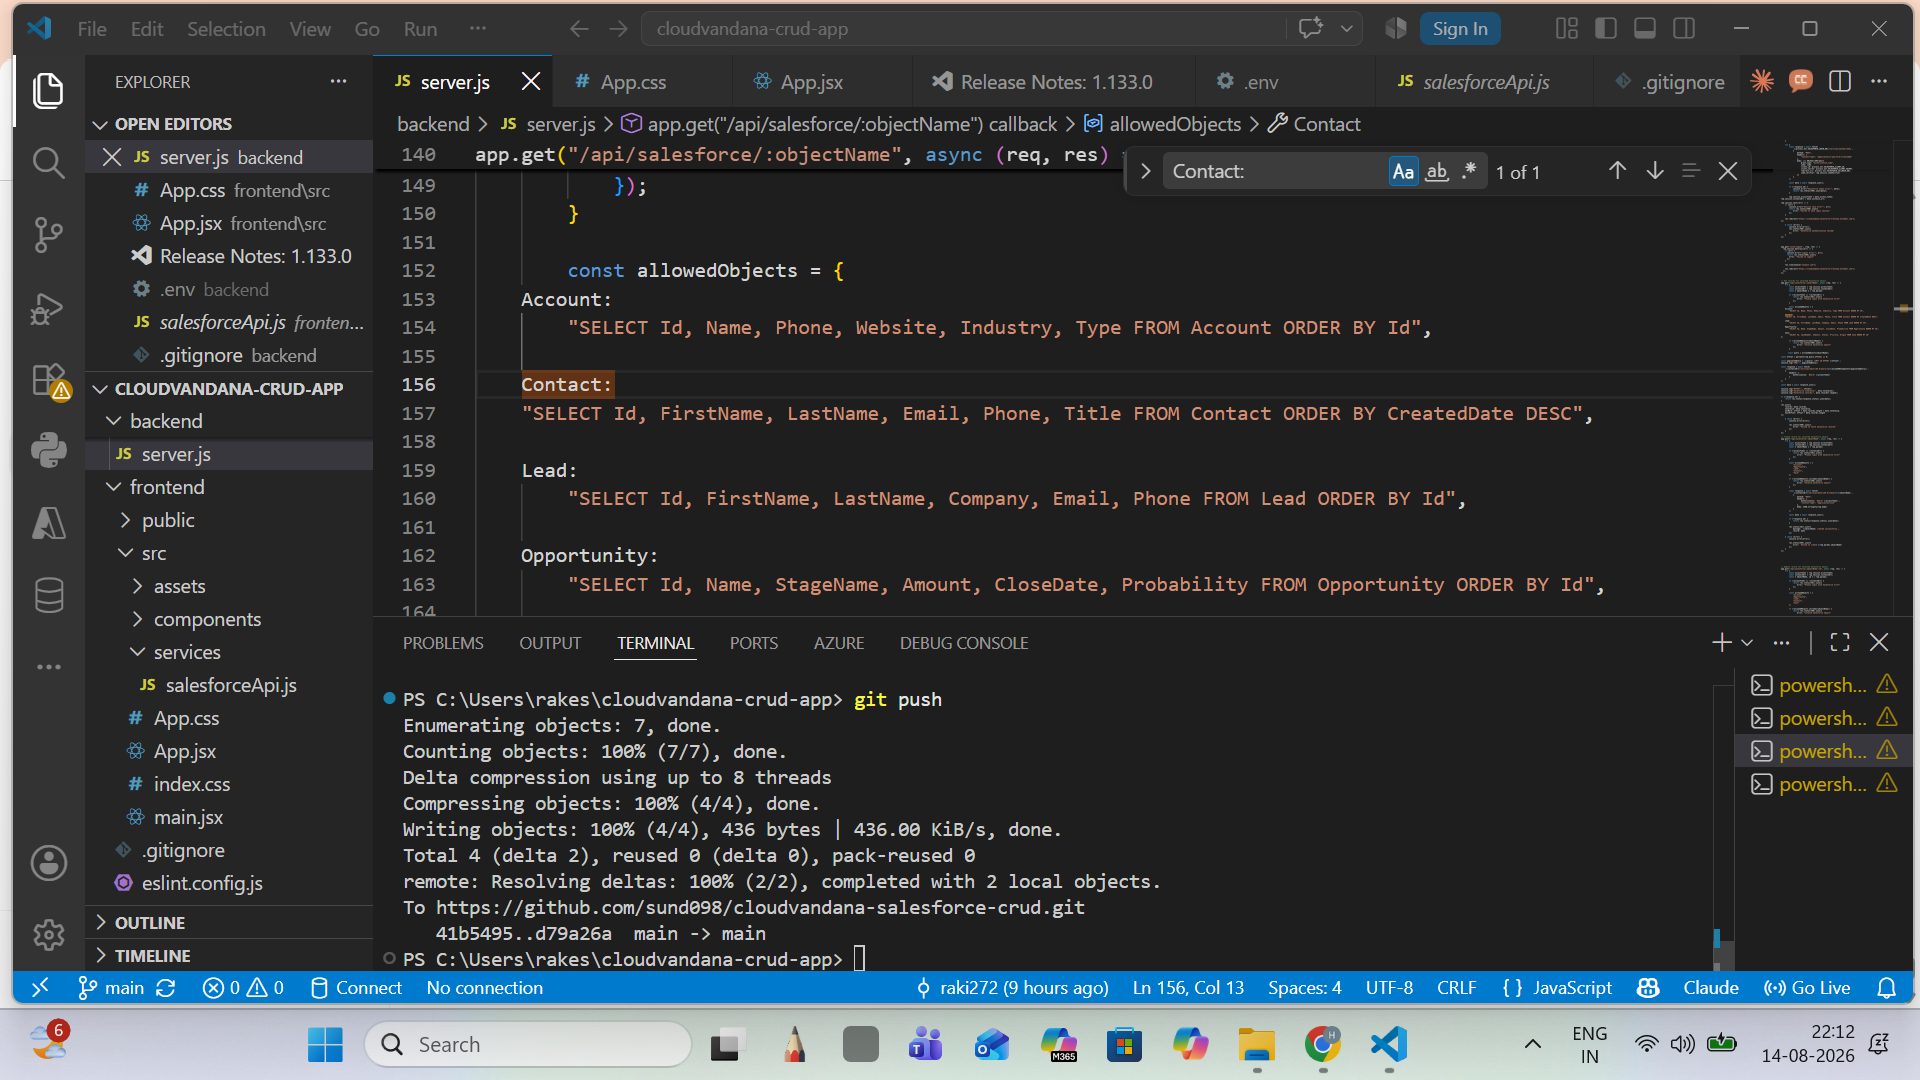 File Edit Selection View Go Run ···
cloudvandana-crud-app
Sign In
EXPLORER ···
OPEN EDITORS
JS server.js backend
# App.css frontend\src
App.jsx frontend\src
Release Notes: 1.133.0
.env backend
JS salesforceApi.js fronten...
.gitignore backend
CLOUDVANDANA-CRUD-APP
backend
JS server.js
frontend
public
src
assets
components
services
JS salesforceApi.js
# App.css
App.jsx
# index.css
main.jsx
.gitignore
eslint.config.js
OUTLINE
TIMELINE
JS server.js
# App.css
App.jsx
Release Notes: 1.133.0
.env
JS salesforceApi.js
.gitignore
CC
backend > JS server.js > app.get("/api/salesforce/:objectName") callback > allowedObjects > Contact
140 app.get("/api/salesforce/:objectName", async (req, res)
Contact: Aa ab .* 1 of 1
149 });
150 }
151
152 const allowedObjects = {
153 Account:
154 "SELECT Id, Name, Phone, Website, Industry, Type FROM Account ORDER BY Id",
155
156 Contact:
157 "SELECT Id, FirstName, LastName, Email, Phone, Title FROM Contact ORDER BY CreatedDate DESC",
158
159 Lead:
160 "SELECT Id, FirstName, LastName, Company, Email, Phone FROM Lead ORDER BY Id",
161
162 Opportunity:
163 "SELECT Id, Name, StageName, Amount, CloseDate, Probability FROM Opportunity ORDER BY Id",
164
PROBLEMS OUTPUT TERMINAL PORTS AZURE DEBUG CONSOLE
PS C:\Users\rakes\cloudvandana-crud-app> git push
Enumerating objects: 7, done.
Counting objects: 100% (7/7), done.
Delta compression using up to 8 threads
Compressing objects: 100% (4/4), done.
Writing objects: 100% (4/4), 436 bytes | 436.00 KiB/s, done.
Total 4 (delta 2), reused 0 (delta 0), pack-reused 0
remote: Resolving deltas: 100% (2/2), completed with 2 local objects.
To https://github.com/sund098/cloudvandana-salesforce-crud.git
41b5495..d79a26a main -> main
PS C:\Users\rakes\cloudvandana-crud-app>
powersh...
powersh...
powersh...
powersh...
main 0 0 Connect No connection
raki272 (9 hours ago) Ln 156, Col 13 Spaces: 4 UTF-8 CRLF { } JavaScript Claude Go Live
6
Search
M365
H
ENG
IN
22:12
14-08-2026